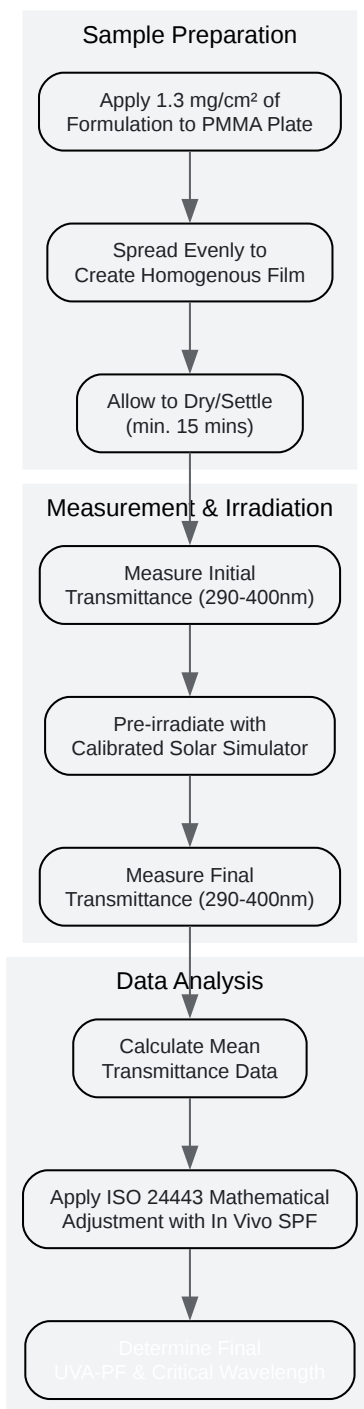 Sample Preparation
Apply 1.3 mg/cm² of
Formulation to PMMA Plate
Spread Evenly to
Create Homogenous Film
Allow to Dry/Settle
(min. 15 mins)
Measurement & Irradiation
Measure Initial
Transmittance (290-400nm)
Pre-irradiate with
Calibrated Solar Simulator
Measure Final
Transmittance (290-400nm)
Data Analysis
Calculate Mean
Transmittance Data
Apply ISO 24443 Mathematical
Adjustment with In Vivo SPF
Determine Final
UVA-PF & Critical Wavelength